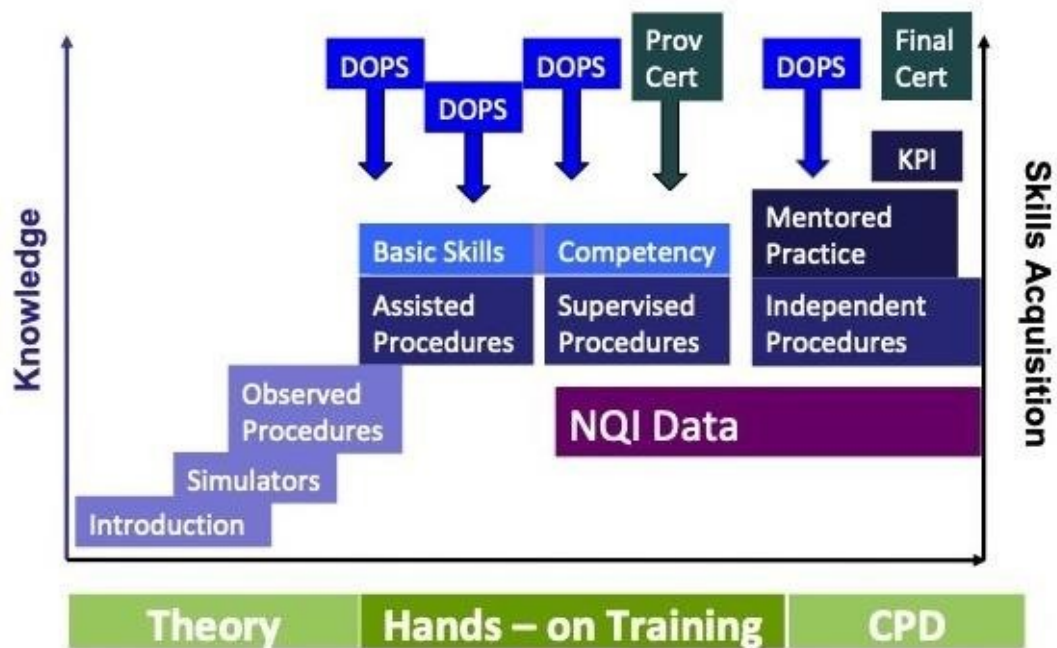 DOPS
DOPS
DOPS
Prov
Cert
DOPS
Final
Cert
KPI
Knowledge
Skills Acquisition
Basic Skills
Competency
Mentored
Practice
Assisted
Procedures
Supervised
Procedures
Independent
Procedures
Observed
Procedures
NQI Data
Simulators
Introduction
Theory
Hands – on Training
CPD